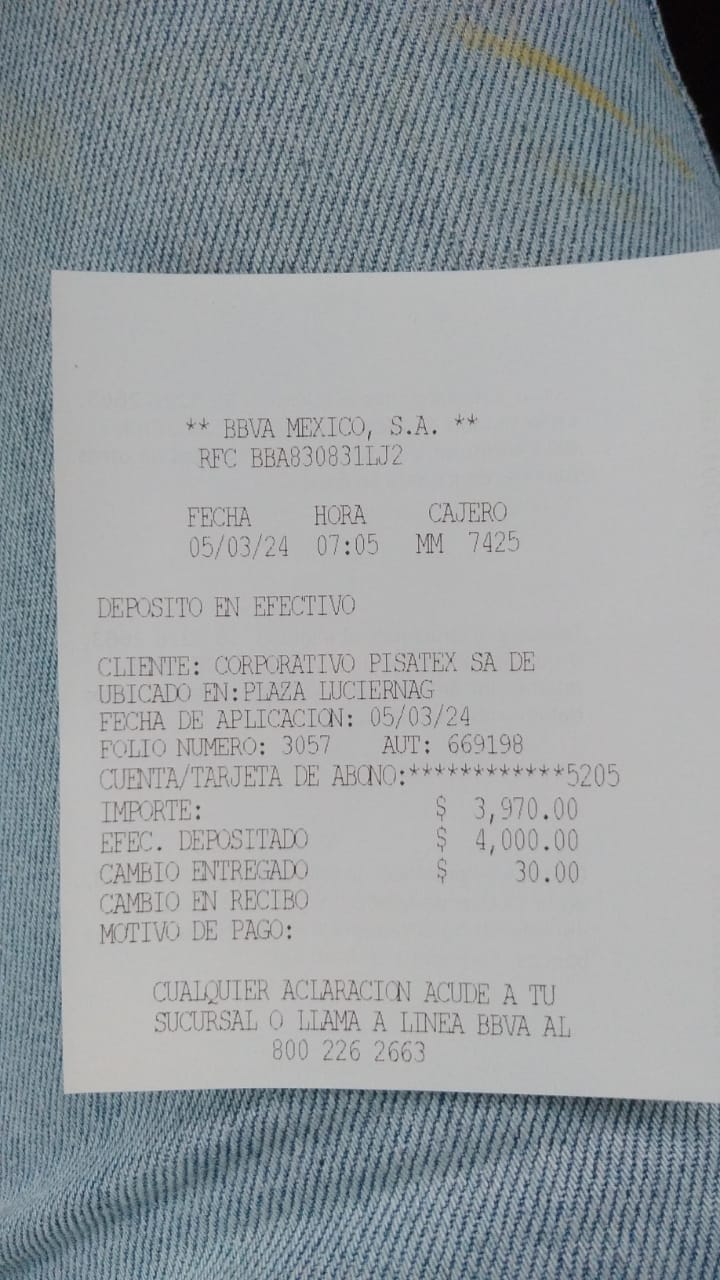 ** BBVA MEXICO, S.A. **
RFC BBA830831LJ2
FECHA HORA CAJERO
05/03/24 07:05 MM 7425
DEPOSITO EN EFECTIVO
CLIENTE: CORPORATIVO PISATEX SA DE
UBICADO EN:PLAZA LUCIERNAG
FECHA DE APLICACION: 05/03/24
FOLIO NUMERO: 3057 AUT: 669198
CUENTA/TARJETA DE ABONO:************5205
IMPORTE: $ 3,970.00
EFEC. DEPOSITADO $ 4,000.00
CAMBIO ENTREGADO $ 30.00
CAMBIO EN RECIBO
MOTIVO DE PAGO:
CUALQUIER ACLARACION ACUDE A TU
SUCURSAL O LLAMA A LINEA BBVA AL
800 226 2663